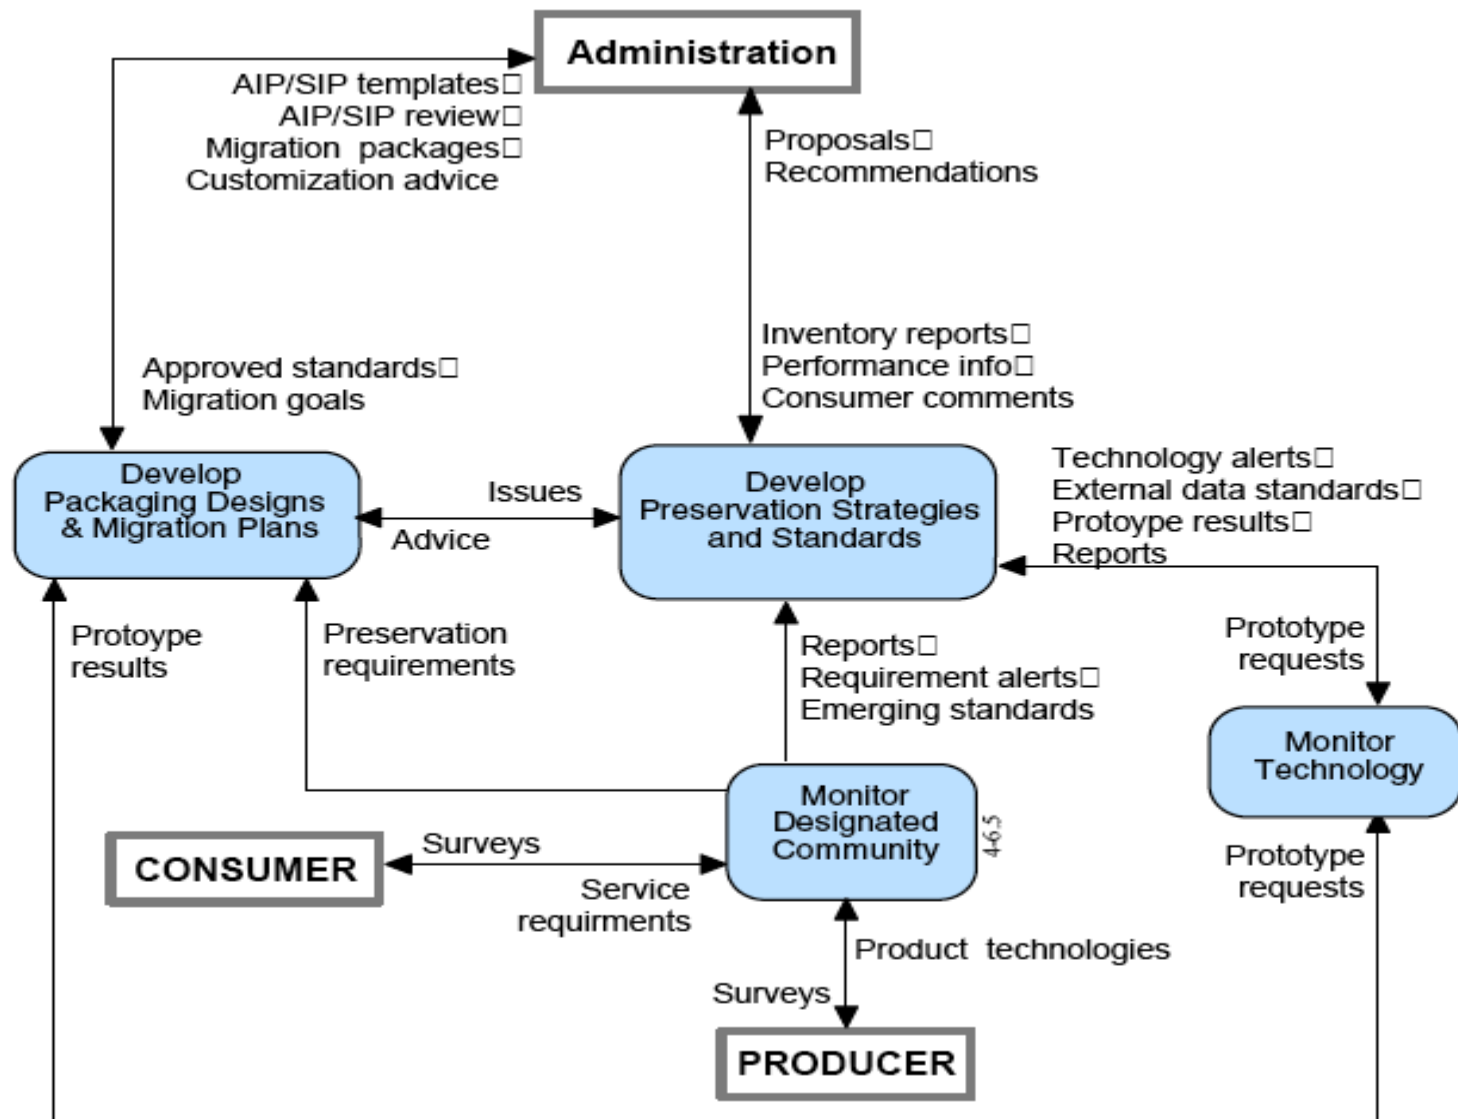 Administration
AIP/SIP templates□
AIP/SIP review□
Migration packages□
Customization advice
Proposals□
Recommendations
Approved standards□
Migration goals
Inventory reports□
Performance info□
Consumer comments
Develop
Packaging Designs
& Migration Plans
Issues
Advice
Develop
Preservation Strategies
and Standards
Technology alerts□
External data standards□
Protoype results□
Reports
Protoype
results
Preservation
requirements
Reports□
Requirement alerts□
Emerging standards
Prototype
requests
Monitor
Technology
Monitor
Designated
Community
4-6.5
CONSUMER
Surveys
Service
requirments
Prototype
requests
Product technologies
Surveys
PRODUCER